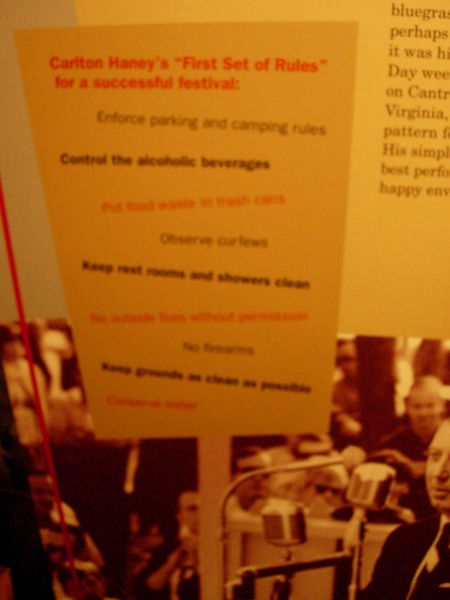 Carlton Haney's "First Set of Rules"
for a successful festival:
Enforce parking and camping rules
Control the alcoholic beverages
Put food waste in trash cans
Observe curfews
Keep rest rooms and showers clean
No outside fires without permission
No firearms
Keep grounds as clean as possible
Conserve water
bluegras
perhaps
it was hi
Day wee
on Cantr
Virginia,
pattern f
His simpl
best perfo
happy env